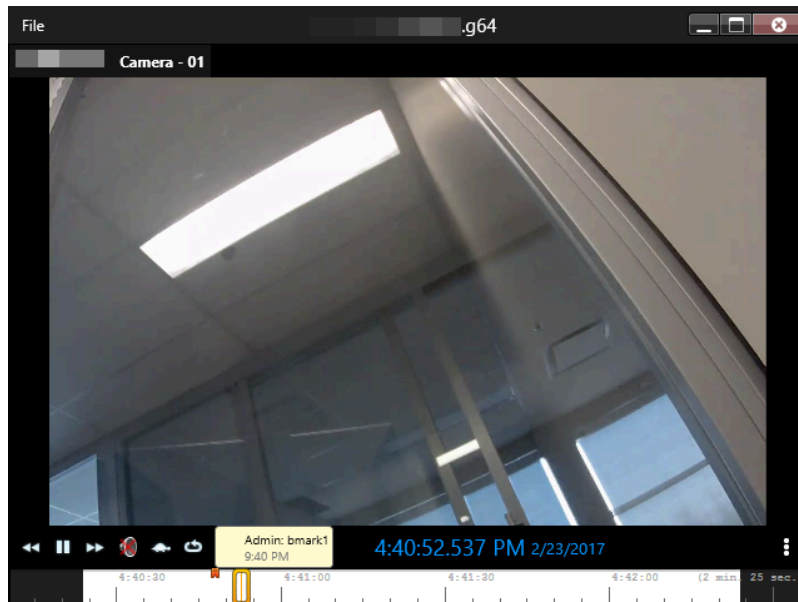 File
.g64
Camera - 01
Admin: bmark1
9:40 PM
4:40:52.537 PM 2/23/2017
4:40:30 4:41:00 4:41:30 4:42:00 (2 min. 25 sec.